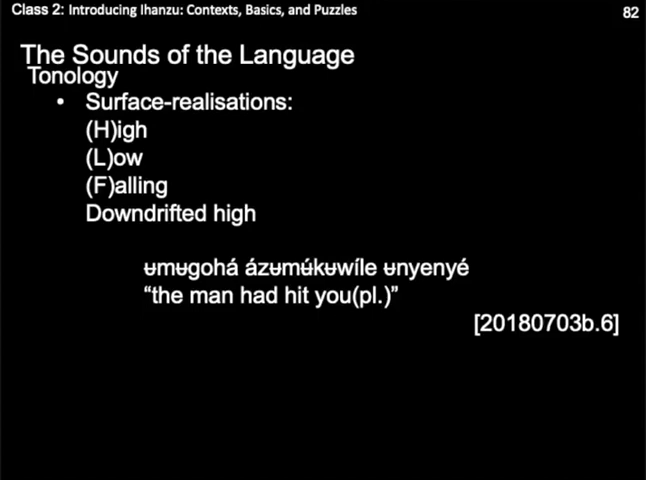 Class 2: Introducing Ihanzu: Contexts, Basics, and Puzzles
82
The Sounds of the Language
Tonology
• Surface-realisations:
(H)igh
(L)ow
(F)alling
Downdrifted high
ʉmʉgohá ázʉmʉ́kʉwíle ʉnyenyé
“the man had hit you(pl.)”
[20180703b.6]